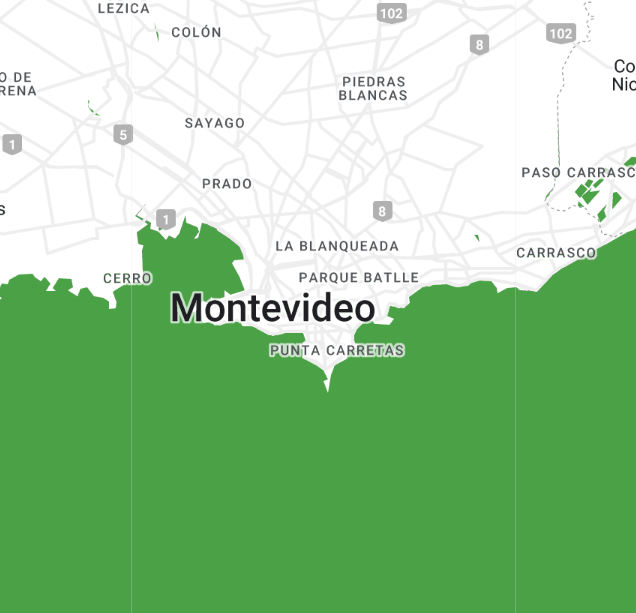 LEZICA
102
COLÓN
102
8
Co
Nic
O DE
RENA
PIEDRAS
BLANCAS
SAYAGO
5
1
PASO CARRASC
PRADO
s
1
8
LA BLANQUEADA
CARRASCO
CERRO
PARQUE BATLLE
Montevideo
PUNTA CARRETAS